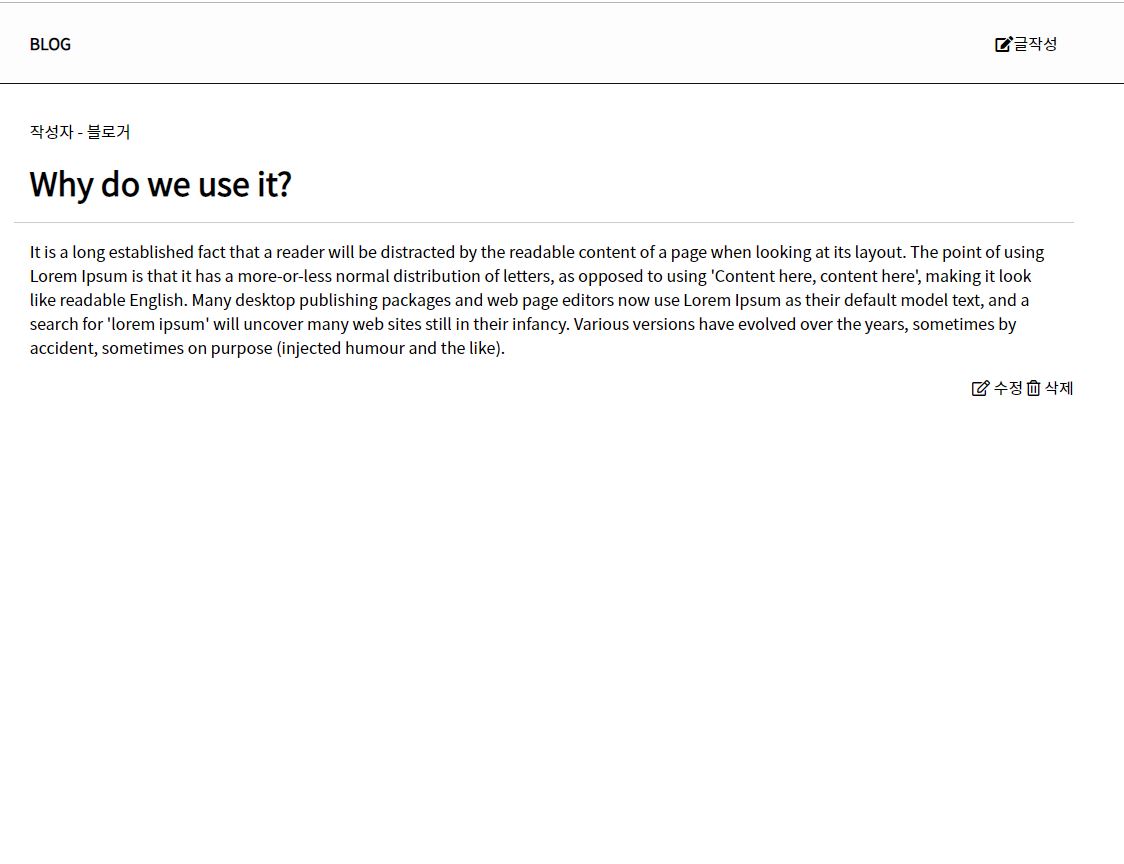 BLOG
글작성
작성자 - 블로거
Why do we use it?
It is a long established fact that a reader will be distracted by the readable content of a page when looking at its layout. The point of using
Lorem Ipsum is that it has a more-or-less normal distribution of letters, as opposed to using 'Content here, content here', making it look
like readable English. Many desktop publishing packages and web page editors now use Lorem Ipsum as their default model text, and a
search for 'lorem ipsum' will uncover many web sites still in their infancy. Various versions have evolved over the years, sometimes by
accident, sometimes on purpose (injected humour and the like).
수정 삭제